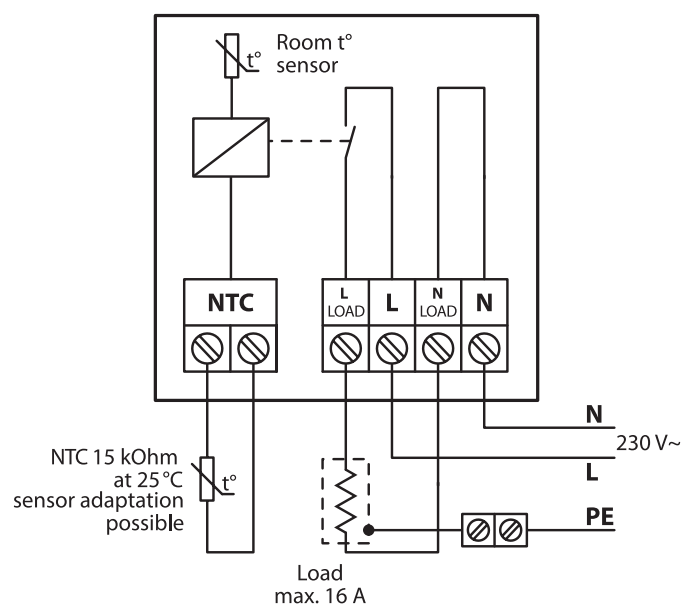 Room t°
sensor
t°
NTC
L
LOAD
L
N
LOAD
N
N
230 V~
L
PE
NTC 15 kOhm
at 25 °C
sensor adaptation
possible
t°
Load
max. 16 A